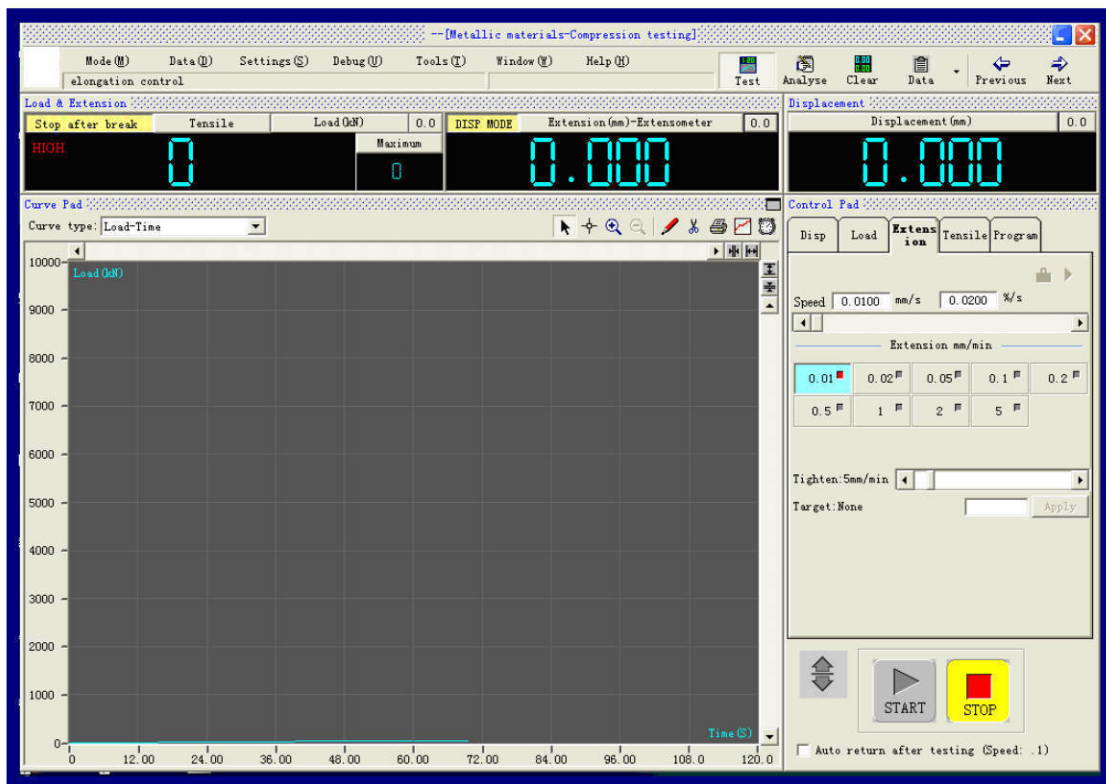 --[Metallic materials-Compression testing]
Mode(M) Data(D) Settings(S) Debug(U) Tools(T) Window(W) Help(H)
elongation control
Test Analyse Clear Data Previous Next
Load & Extension
Stop after break Tensile Load(kN) 0.0
HIGH
0
Maximum
0
DISP MODE Extension(mm)-Extensometer 0.0
0.000
Displacement
Displacement(mm) 0.0
0.000
Curve Pad
Curve type: Load-Time
Load(kN)
10000
9000
8000
7000
6000
5000
4000
3000
2000
1000
0
Time(S)
0 12.00 24.00 36.00 48.00 60.00 72.00 84.00 96.00 108.0 120.0
Control Pad
Disp Load Extens
ion Tensile Program
Speed 0.0100 mm/s 0.0200 %/s
Extension mm/min
0.01 0.02 0.05 0.1 0.2
0.5 1 2 5
Tighten:5mm/min
Target:None Apply
START STOP
Auto return after testing (Speed: .1)